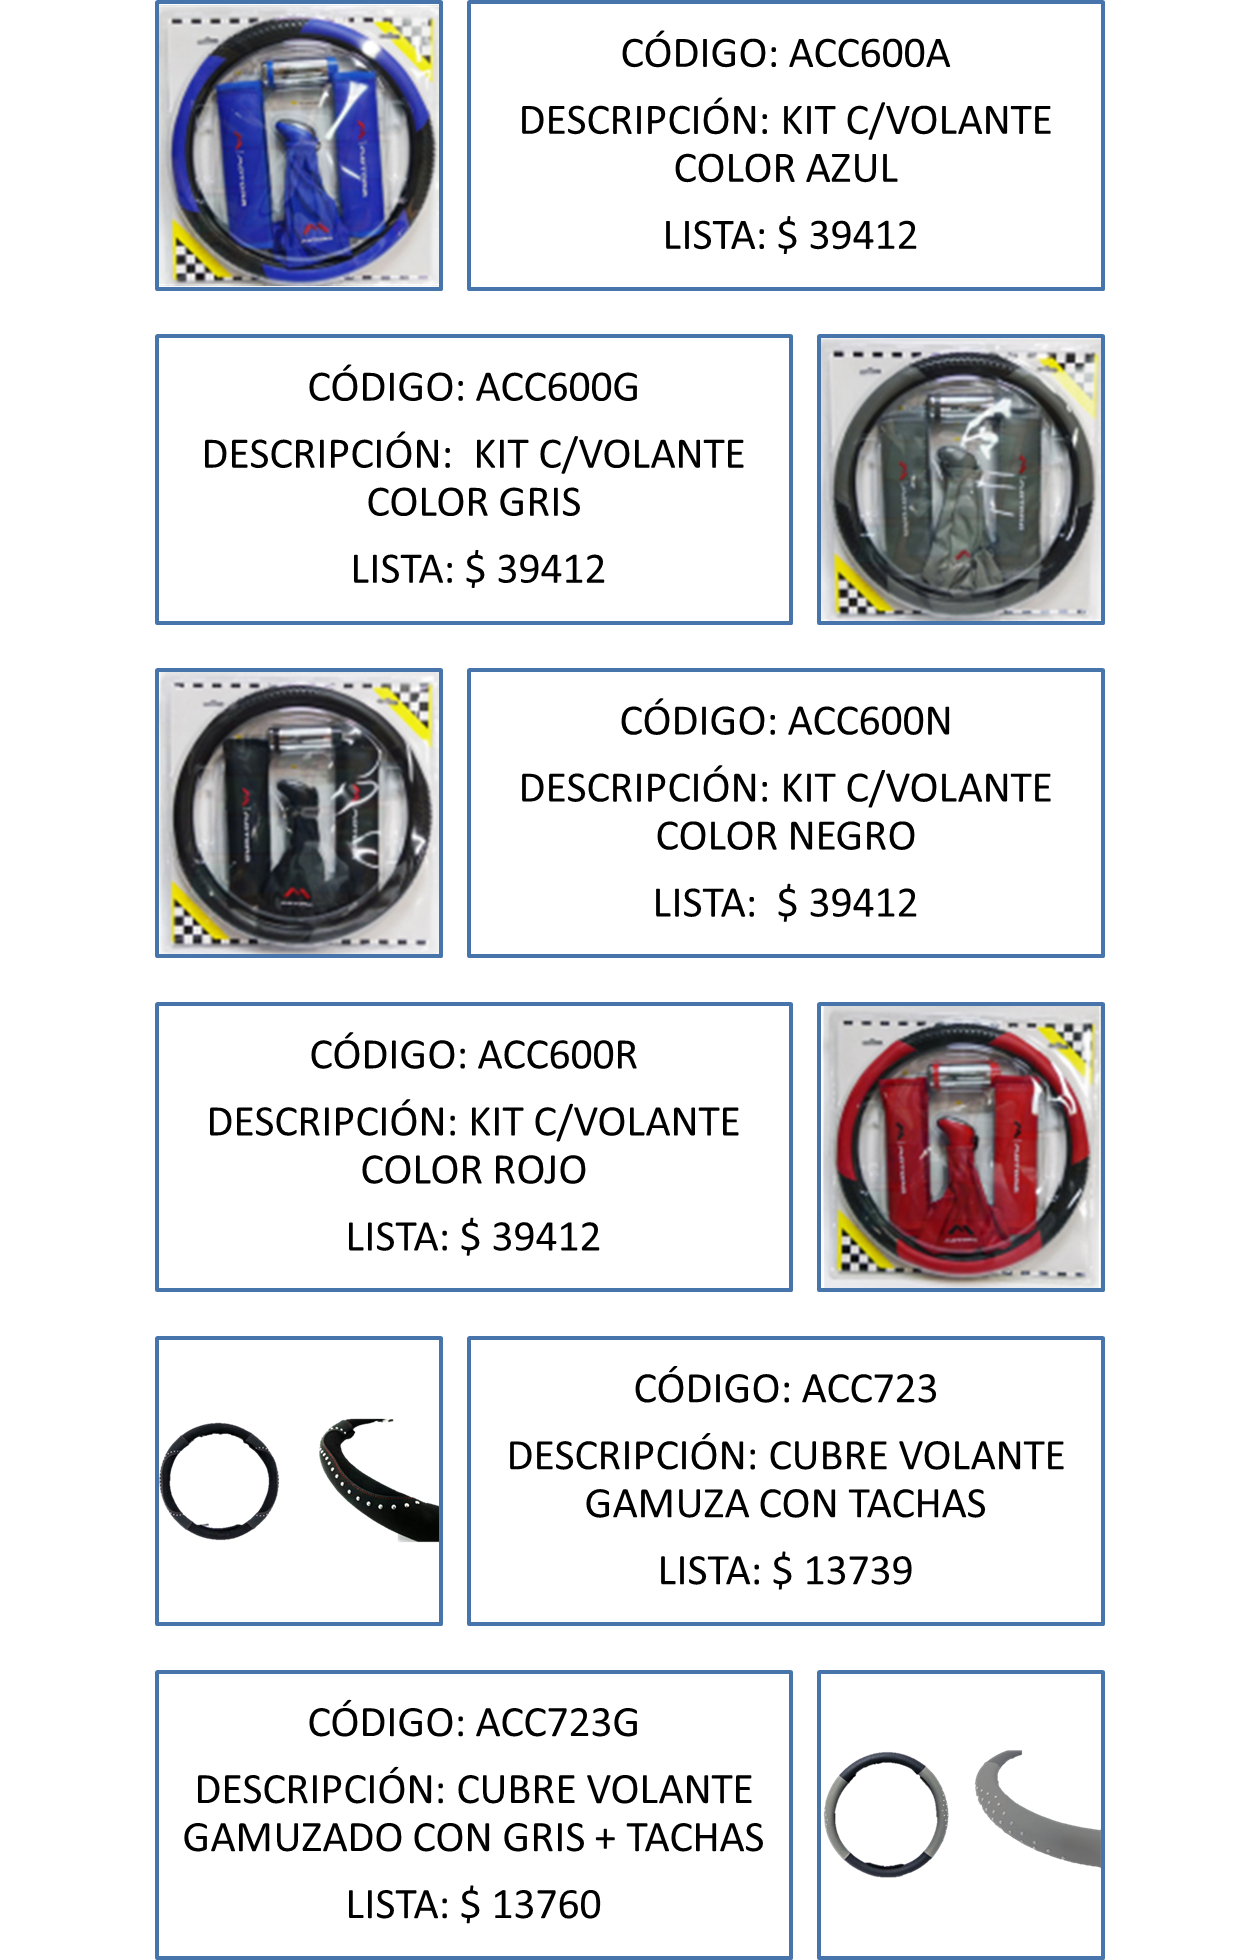 CÓDIGO: ACC600A
DESCRIPCIÓN: KIT C/VOLANTE
COLOR AZUL
LISTA: $ 39412
CÓDIGO: ACC600G
DESCRIPCIÓN:  KIT C/VOLANTE
COLOR GRIS
LISTA: $ 39412
CÓDIGO: ACC600N
DESCRIPCIÓN: KIT C/VOLANTE
COLOR NEGRO
LISTA:  $ 39412
CÓDIGO: ACC600R
DESCRIPCIÓN: KIT C/VOLANTE
COLOR ROJO
LISTA: $ 39412
CÓDIGO: ACC723
DESCRIPCIÓN: CUBRE VOLANTE
GAMUZA CON TACHAS
LISTA: $ 13739
CÓDIGO: ACC723G
DESCRIPCIÓN: CUBRE VOLANTE
GAMUZADO CON GRIS + TACHAS
LISTA: $ 13760